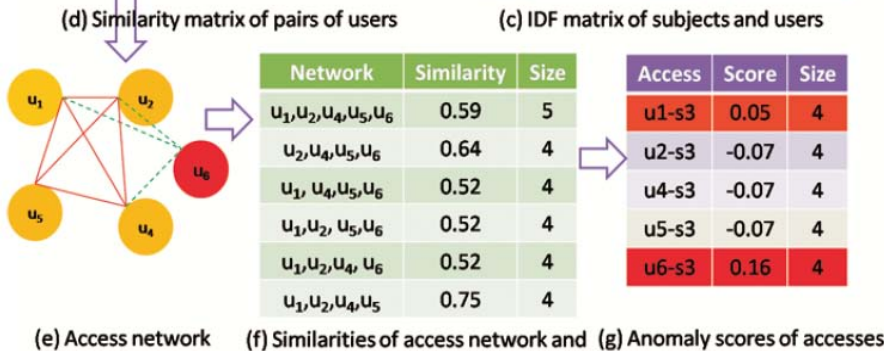 (d) Similarity matrix of pairs of users (c) IDF matrix of subjects and users
u1 u2 u6 u5 u4
Network Similarity Size
u1,u2,u4,u5,u6 0.59 5
u2,u4,u5,u6 0.64 4
u1, u4,u5,u6 0.52 4
u1,u2, u5,u6 0.52 4
u1,u2,u4, u6 0.52 4
u1,u2,u4,u5 0.75 4
Access Score Size
u1-s3 0.05 4
u2-s3 -0.07 4
u4-s3 -0.07 4
u5-s3 -0.07 4
u6-s3 0.16 4
(e) Access network (f) Similarities of access network and (g) Anomaly scores of accesses